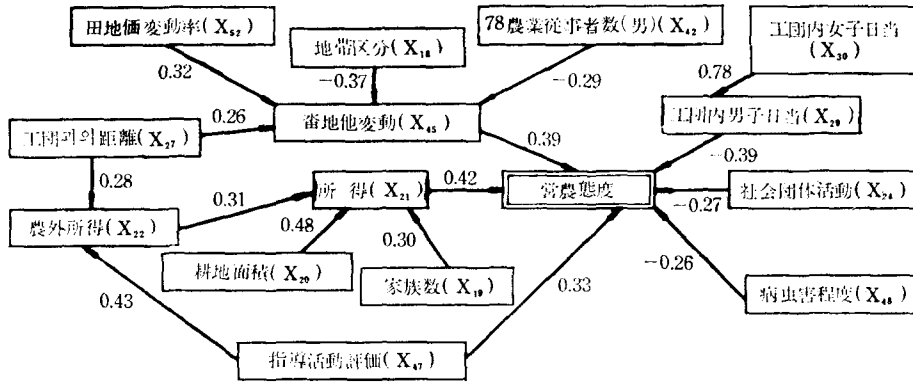 田地価変動率(X₅₂)
地帯区分(X₁₈)
78農業従事者数(男)(X₄₂)
工団内女子日当
(X₃₀)
0.32
−0.37
−0.29
0.78
工団과의距離(X₂₇)
0.26
番地他変動(X₄₅)
工団内男子日当(X₂₉)
0.39
−0.39
0.28
0.31
所得(X₂₁)
0.42
営農態度
社会団体活動(X₂₄)
−0.27
農外所得(X₂₂)
0.48
0.30
耕地面積(X₂₀)
家族数(X₁₉)
0.33
−0.26
病虫害程度(X₄₈)
0.43
指導活動評価(X₄₇)